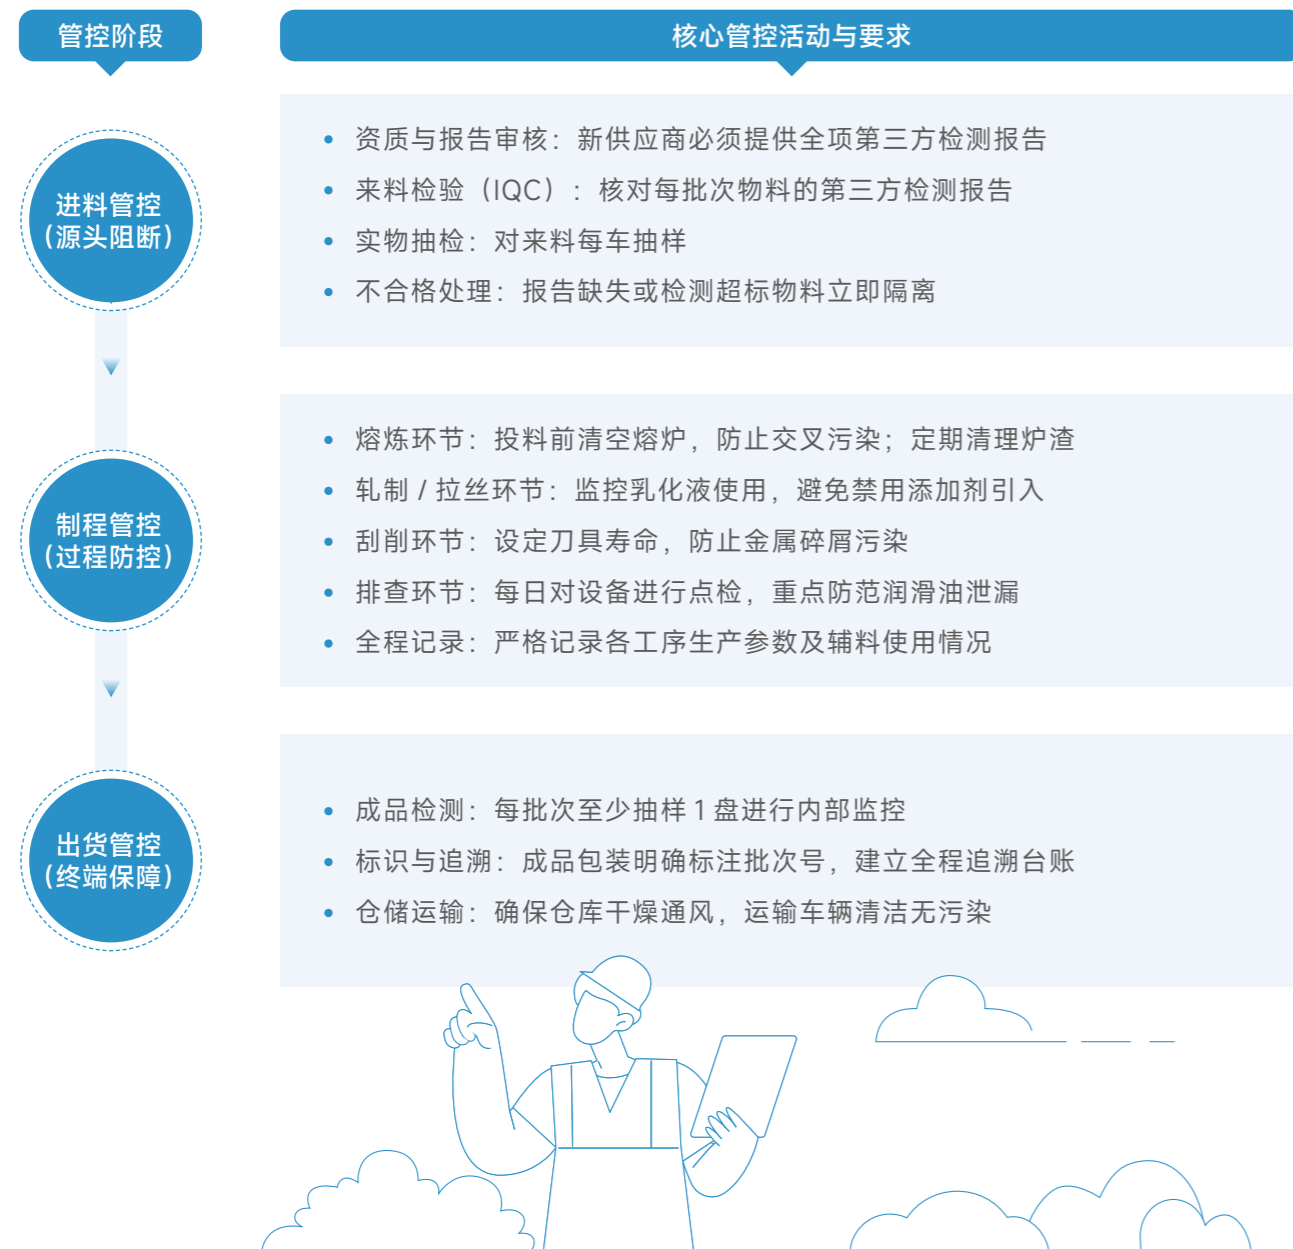 管控阶段
核心管控活动与要求
进料管控
（源头阻断）
• 资质与报告审核：新供应商必须提供全项第三方检测报告
• 来料检验（IQC）：核对每批次物料的第三方检测报告
• 实物抽检：对来料每车抽样
• 不合格处理：报告缺失或检测超标物料立即隔离
制程管控
（过程防控）
• 熔炼环节：投料前清空熔炉，防止交叉污染；定期清理炉渣
• 轧制 / 拉丝环节：监控乳化液使用，避免禁用添加剂引入
• 刮削环节：设定刀具寿命，防止金属碎屑污染
• 排查环节：每日对设备进行点检，重点防范润滑油泄漏
• 全程记录：严格记录各工序生产参数及辅料使用情况
出货管控
（终端保障）
• 成品检测：每批次至少抽样 1 盘进行内部监控
• 标识与追溯：成品包装明确标注批次号，建立全程追溯台账
• 仓储运输：确保仓库干燥通风，运输车辆清洁无污染